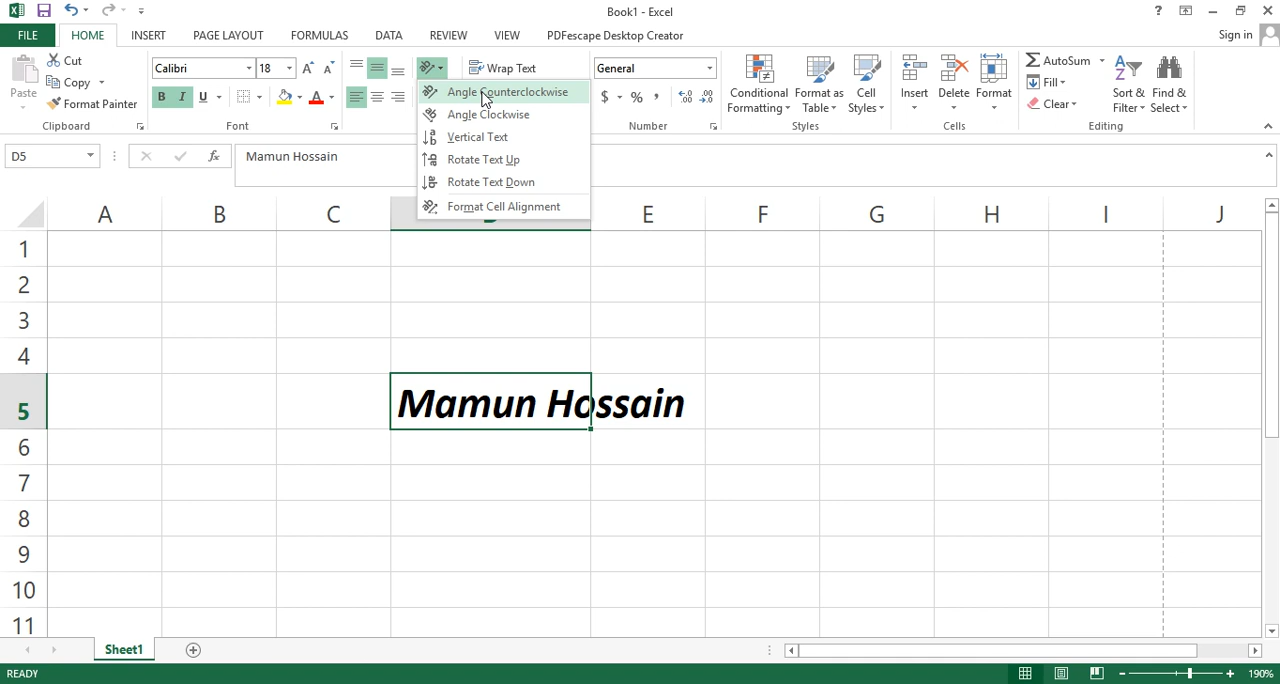 Book1 - Excel
?
FILE HOME INSERT PAGE LAYOUT FORMULAS DATA REVIEW VIEW PDFescape Desktop Creator
Sign in
Paste
Cut
Copy
Format Painter
Clipboard
Calibri 18
B I U A
Font
Wrap Text
Angle Counterclockwise
Angle Clockwise
Vertical Text
Rotate Text Up
Rotate Text Down
Format Cell Alignment
General
$ % ,
Number
Conditional Formatting
Format as Table
Cell Styles
Styles
Insert Delete Format
Cells
AutoSum
Fill
Clear
Sort & Filter
Find & Select
Editing
D5
fx
Mamun Hossain
A B C E F G H I J
1
2
3
4
5 Mamun Hossain
6
7
8
9
10
11
Sheet1
READY
190%